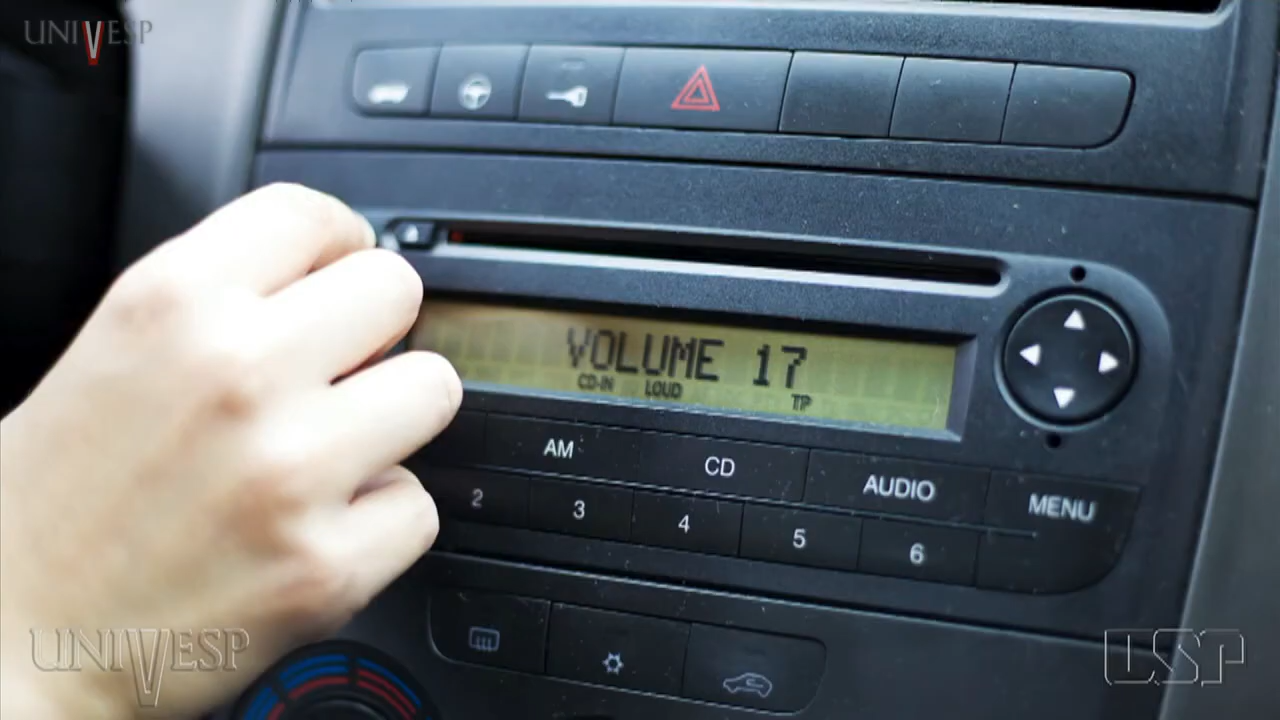 UNIVESP
VOLUME 17
CD-IN LOUD TP
AM CD AUDIO MENU
2 3 4 5 6
UNIVESP
USP